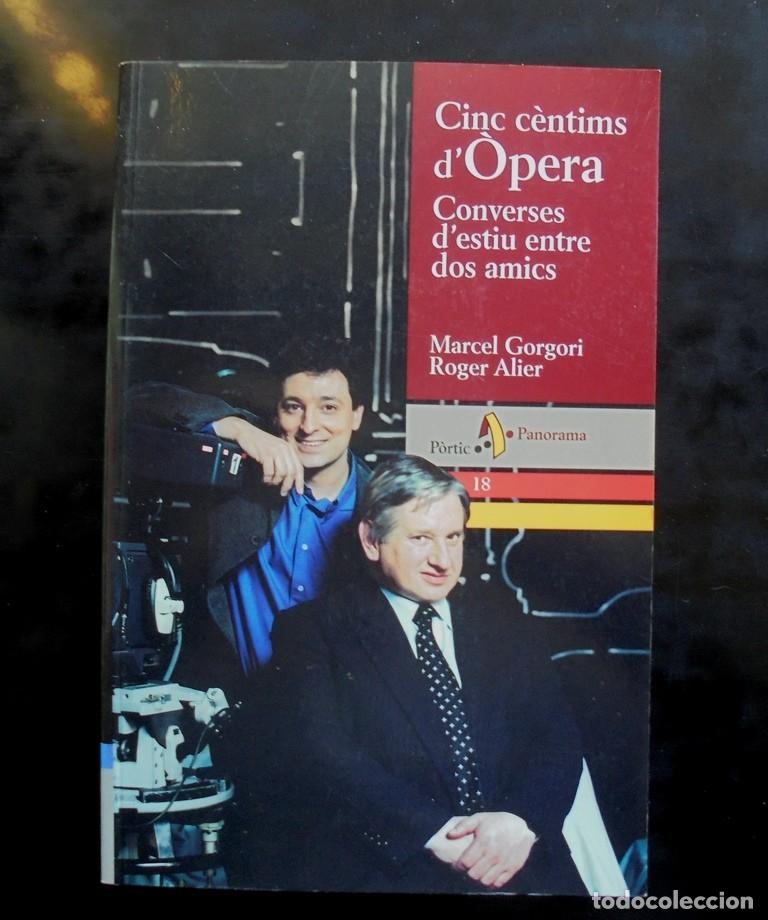 Cinc cèntims
d'Òpera
Converses
d'estiu entre
dos amics
Marcel Gorgori
Roger Alier
Pòrtic Panorama
18
todocoleccion